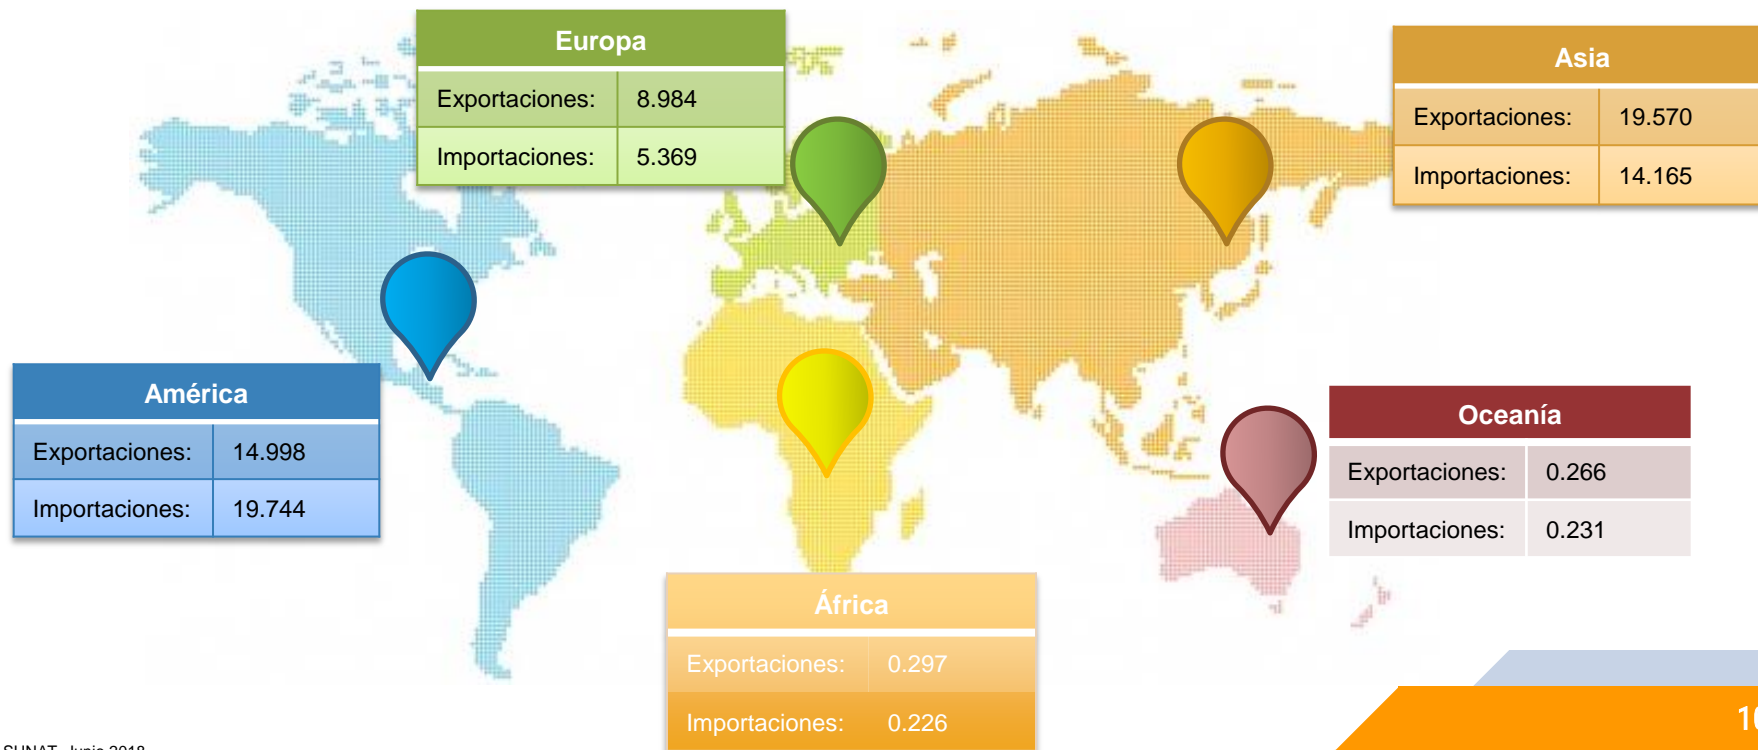 Europa
Exportaciones: 8.984
Importaciones: 5.369
Asia
Exportaciones: 19.570
Importaciones: 14.165
América
Exportaciones: 14.998
Importaciones: 19.744
Oceanía
Exportaciones: 0.266
Importaciones: 0.231
África
Exportaciones: 0.297
Importaciones: 0.226
2018